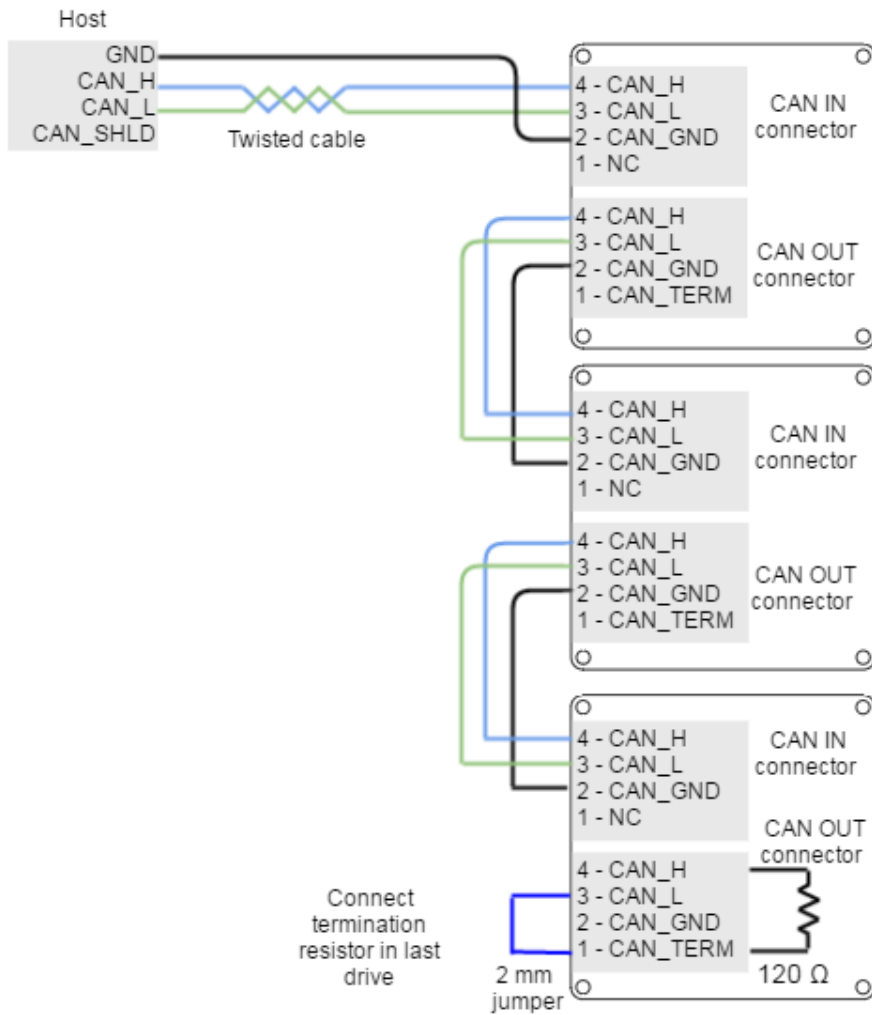 Host
GND
CAN_H
CAN_L
CAN_SHLD
Twisted cable
4 - CAN_H
3 - CAN_L
2 - CAN_GND
1 - NC
CAN IN
connector
4 - CAN_H
3 - CAN_L
2 - CAN_GND
1 - CAN_TERM
CAN OUT
connector
4 - CAN_H
3 - CAN_L
2 - CAN_GND
1 - NC
CAN IN
connector
4 - CAN_H
3 - CAN_L
2 - CAN_GND
1 - CAN_TERM
CAN OUT
connector
4 - CAN_H
3 - CAN_L
2 - CAN_GND
1 - NC
CAN IN
connector
CAN OUT
connector
4 - CAN_H
3 - CAN_L
2 - CAN_GND
1 - CAN_TERM
120 Ω
Connect
termination
resistor in last
drive
2 mm
jumper